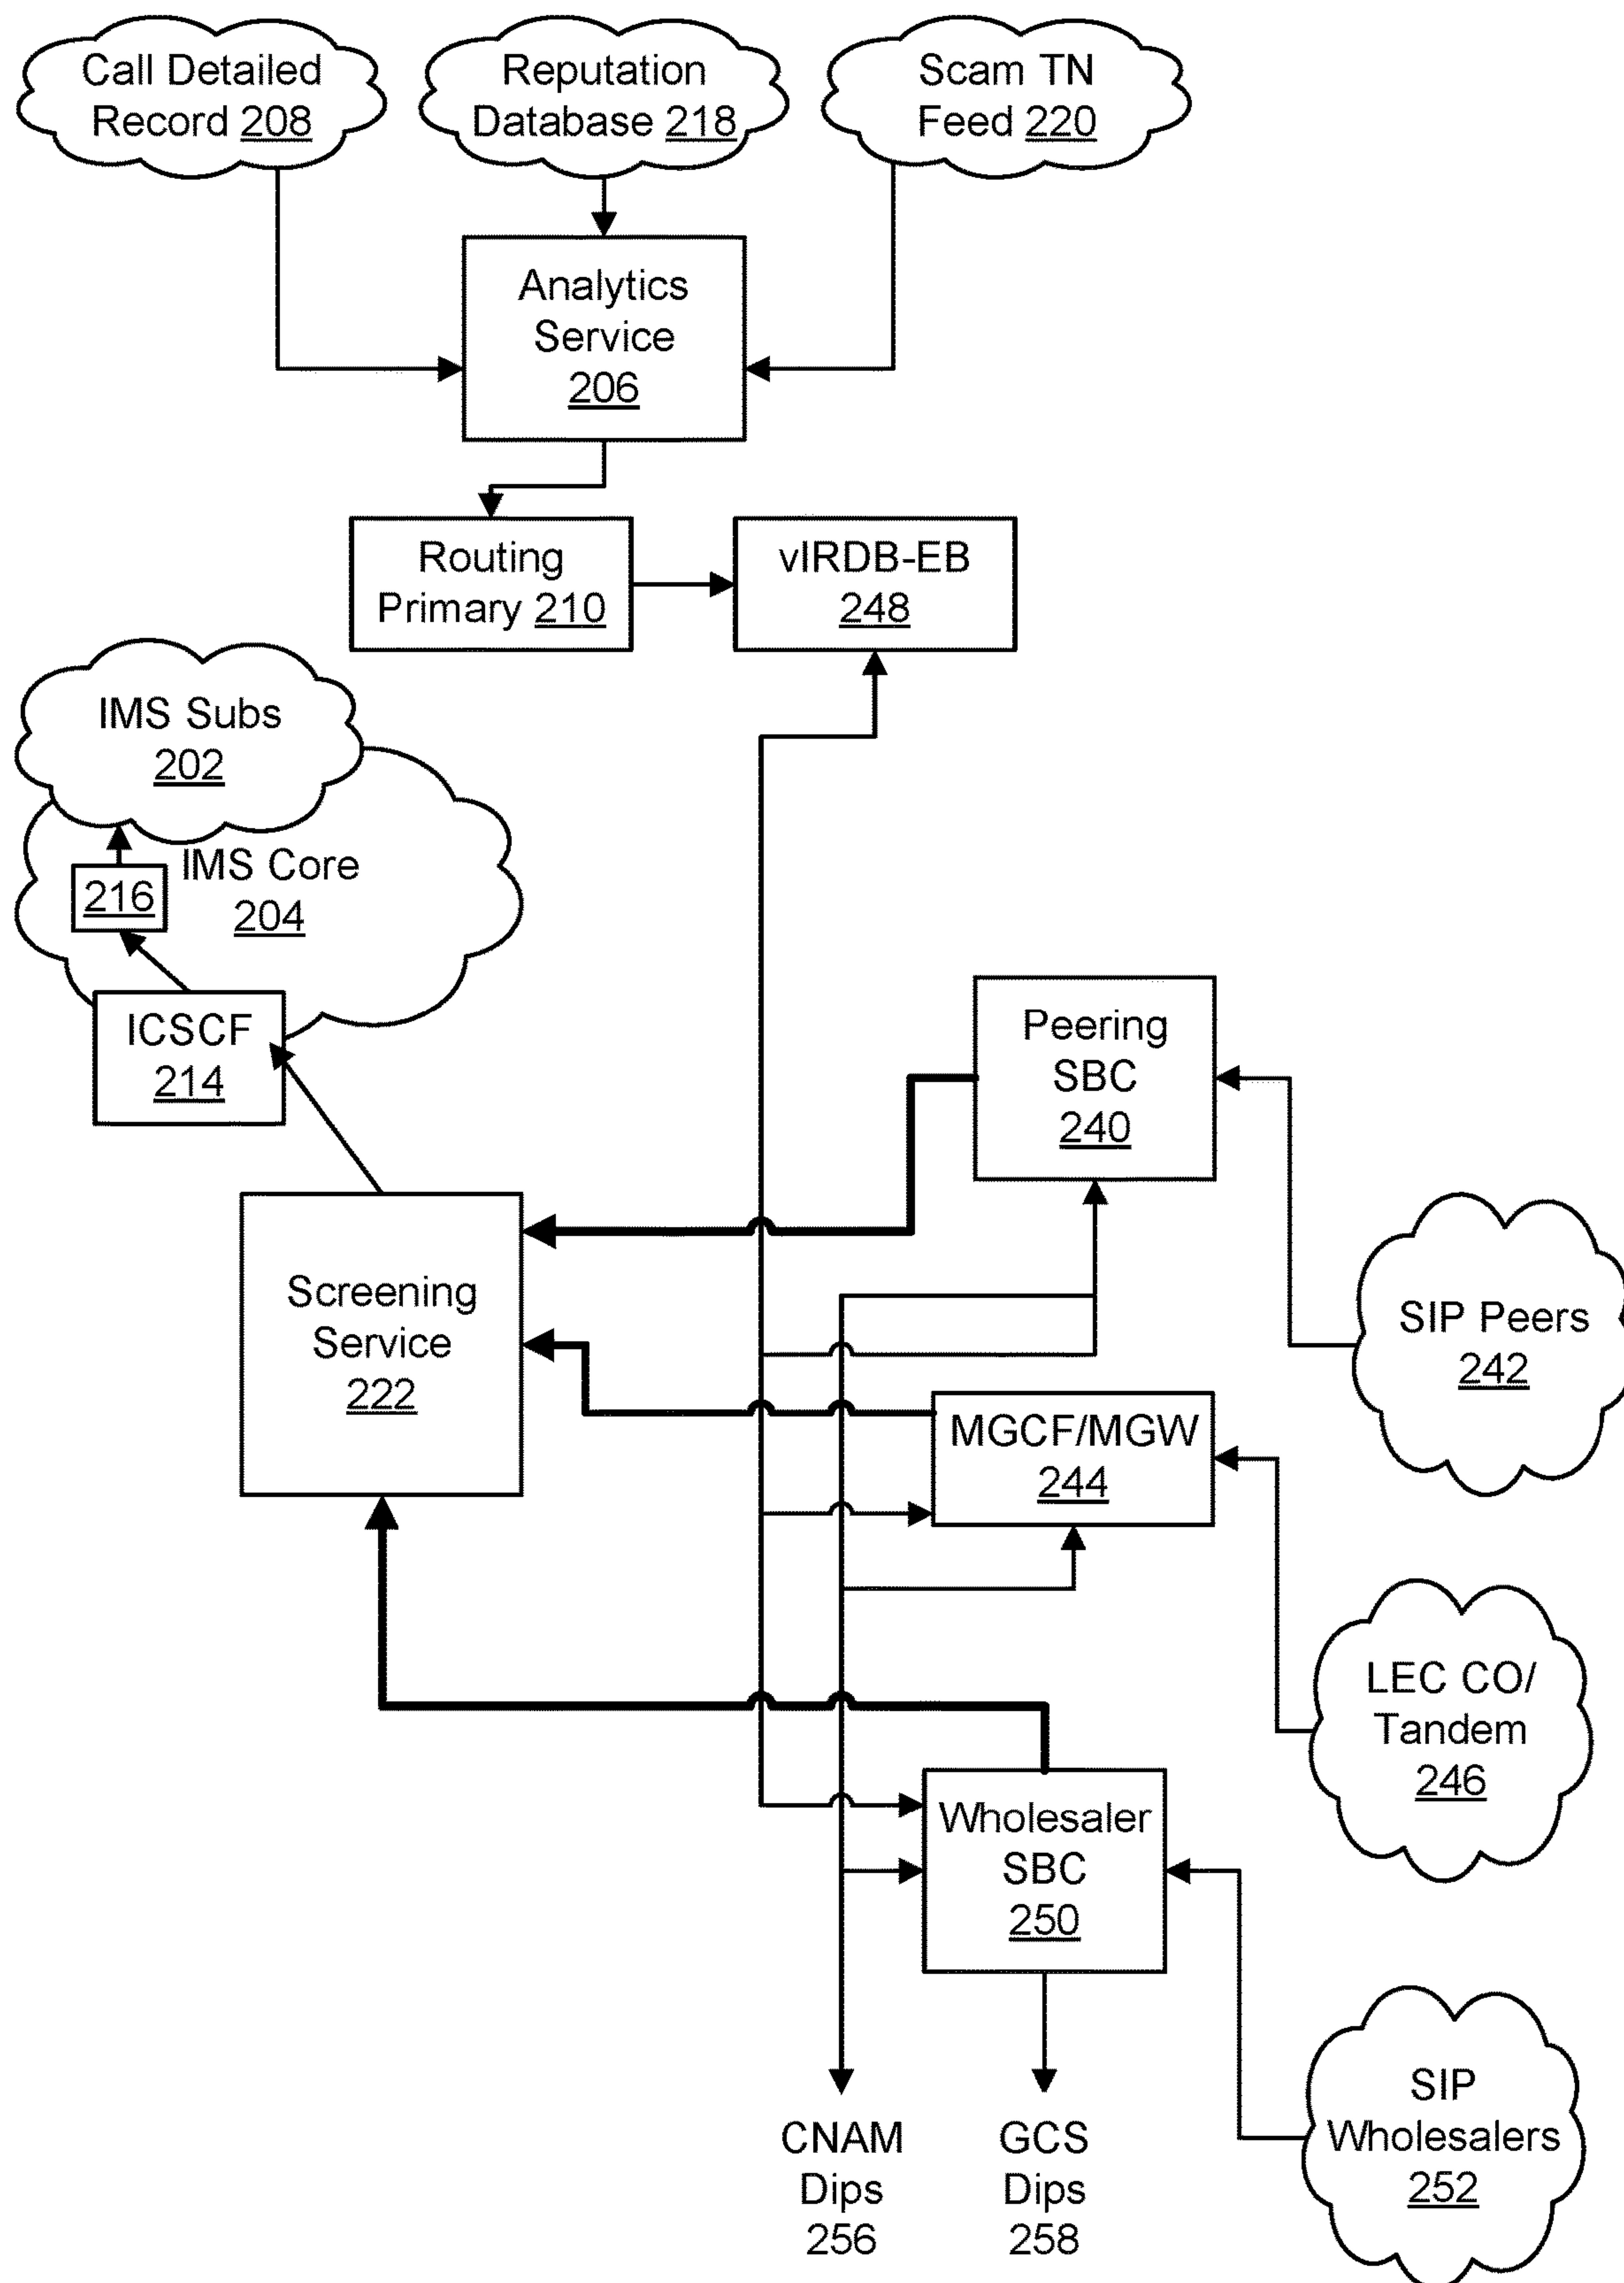 Call Detailed
Record 208
Reputation
Database 218
Scam TN
Feed 220
Analytics
Service
206
Routing
Primary 210
vIRDB-EB
248
IMS Subs
202
IMS Core
204
216
ICSCF
214
Peering
SBC
240
Screening
Service
222
SIP Peers
242
MGCF/MGW
244
LEC CO/
Tandem
246
Wholesaler
SBC
250
SIP
Wholesalers
252
CNAM
Dips
256
GCS
Dips
258